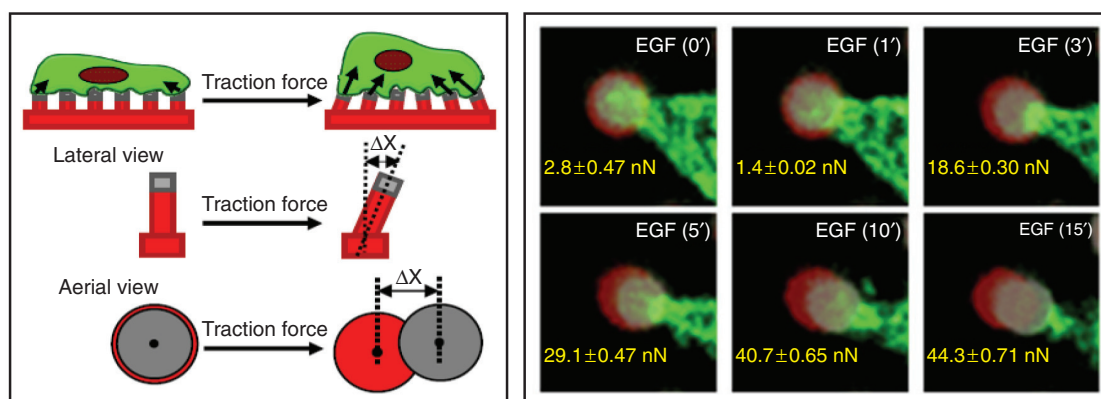 Traction force
Lateral view
ΔX
Traction force
Aerial view
ΔX
Traction force
EGF (0′)
2.8±0.47 nN
EGF (1′)
1.4±0.02 nN
EGF (3′)
18.6±0.30 nN
EGF (5′)
29.1±0.47 nN
EGF (10′)
40.7±0.65 nN
EGF (15′)
44.3±0.71 nN